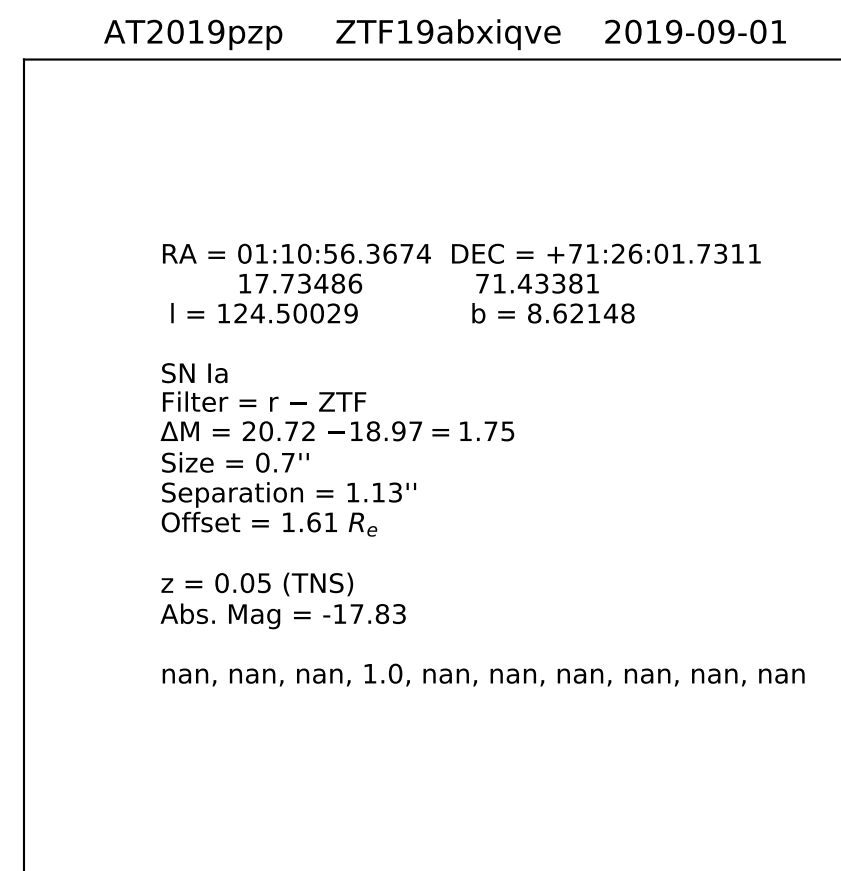 AT2019pzp ZTF19abxiqve 2019-09-01
RA = 01:10:56.3674 DEC = +71:26:01.7311
17.73486 71.43381
l = 124.50029 b = 8.62148
SN Ia
Filter = r − ZTF
ΔM = 20.72 −18.97 = 1.75
Size = 0.7''
Separation = 1.13''
Offset = 1.61 Rₑ
z = 0.05 (TNS)
Abs. Mag = -17.83
nan, nan, nan, 1.0, nan, nan, nan, nan, nan, nan